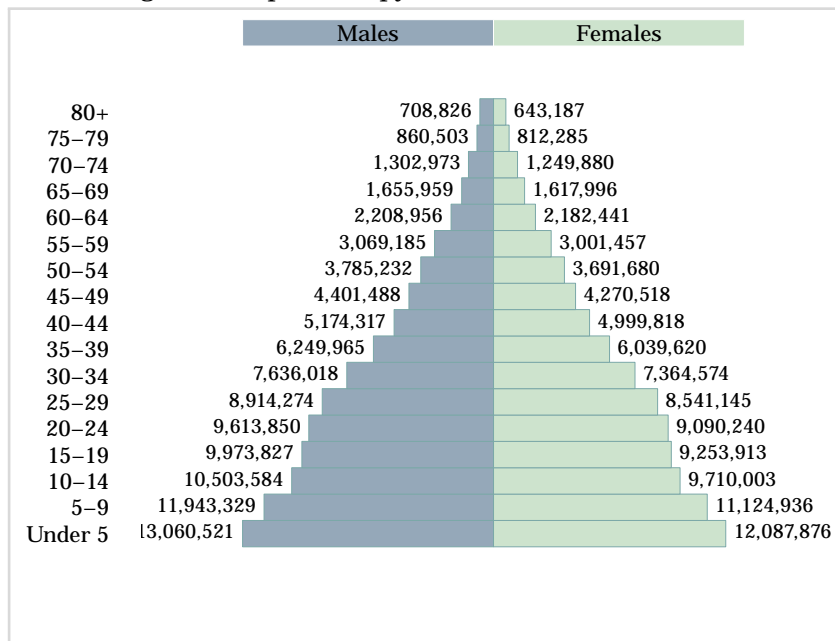 Males Females
80+ 708,826 643,187
75–79 860,503 812,285
70–74 1,302,973 1,249,880
65–69 1,655,959 1,617,996
60–64 2,208,956 2,182,441
55–59 3,069,185 3,001,457
50–54 3,785,232 3,691,680
45–49 4,401,488 4,270,518
40–44 5,174,317 4,999,818
35–39 6,249,965 6,039,620
30–34 7,636,018 7,364,574
25–29 8,914,274 8,541,145
20–24 9,613,850 9,090,240
15–19 9,973,827 9,253,913
10–14 10,503,584 9,710,003
5–9 11,943,329 11,124,936
Under 5 13,060,521 12,087,876